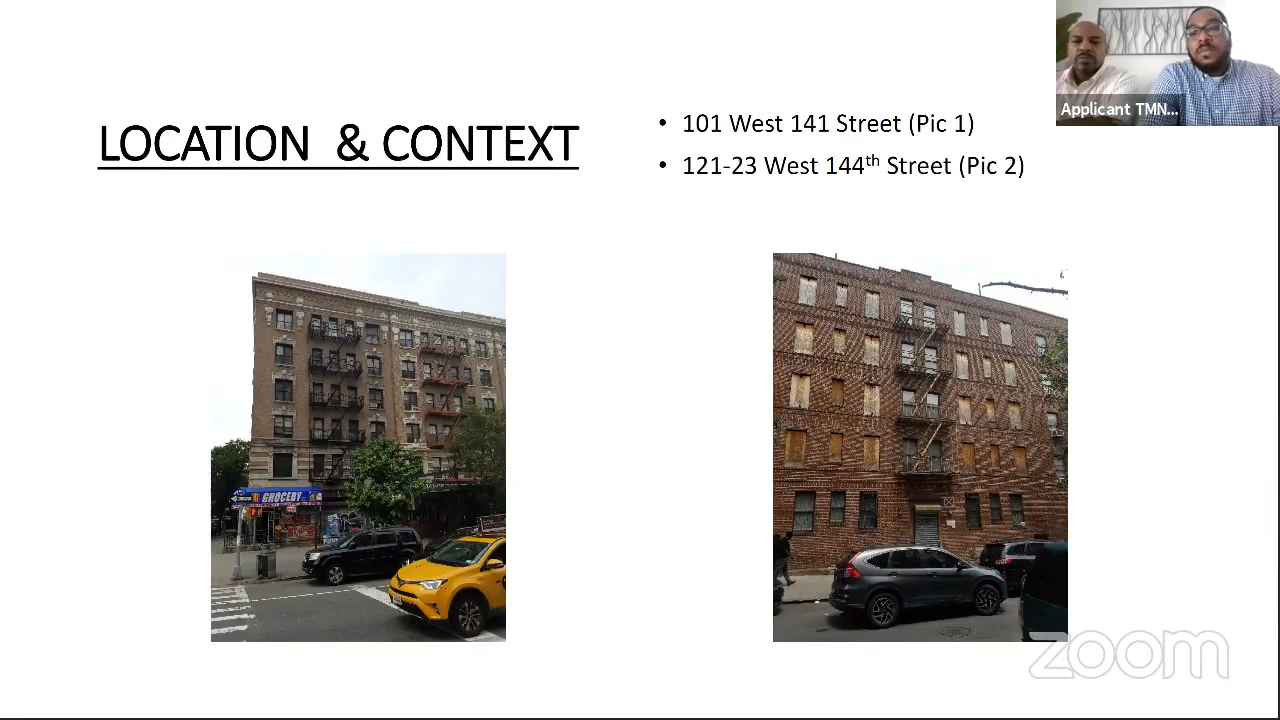 LOCATION & CONTEXT
• 101 West 141 Street (Pic 1)
• 121-23 West 144th Street (Pic 2)
Applicant TMN...
GROCERY
zoom